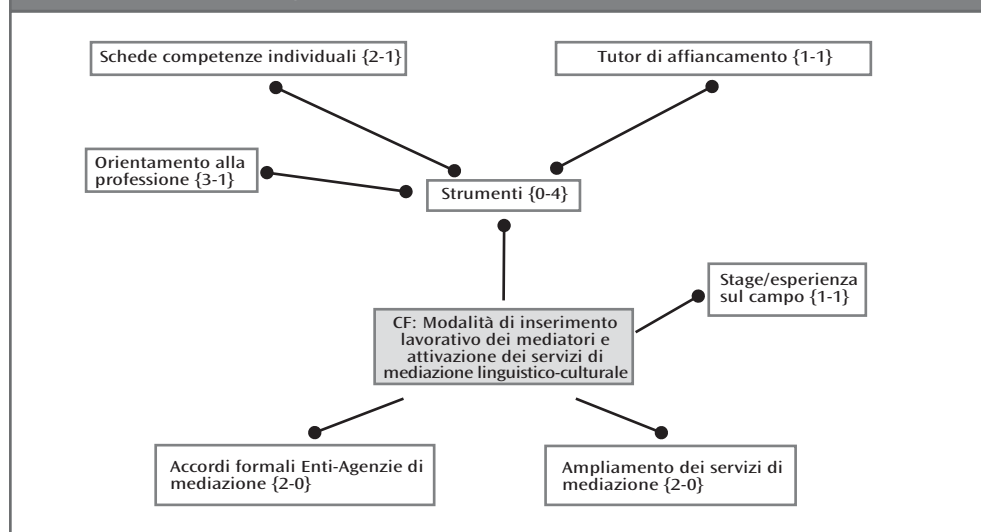 Schede competenze individuali {2-1}
Tutor di affiancamento {1-1}
Orientamento alla
professione {3-1}
Strumenti {0-4}
Stage/esperienza
sul campo {1-1}
CF: Modalità di inserimento
lavorativo dei mediatori e
attivazione dei servizi di
mediazione linguistico-culturale
Accordi formali Enti-Agenzie di
mediazione {2-0}
Ampliamento dei servizi di
mediazione {2-0}